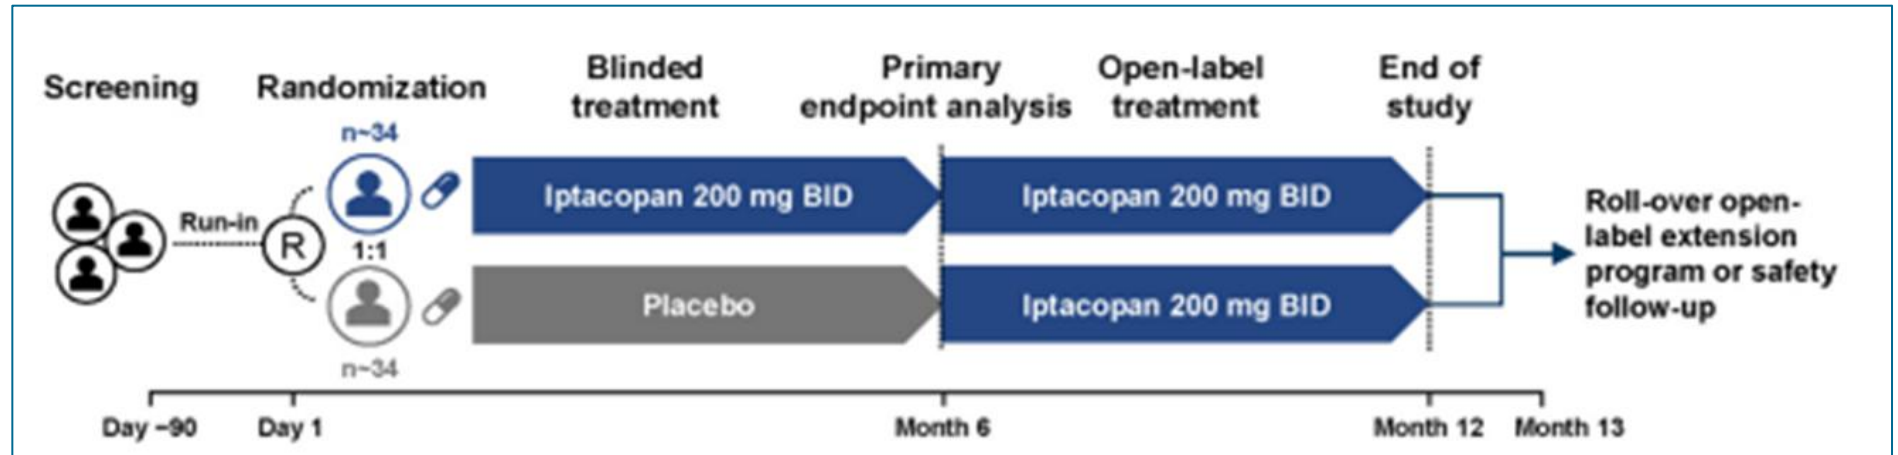 Screening
Randomization
Blinded
treatment
Primary
endpoint analysis
Open-label
treatment
End of
study
n~34
Run-in
R
1:1
n~34
Iptacopan 200 mg BID
Iptacopan 200 mg BID
Placebo
Iptacopan 200 mg BID
Roll-over open-
label extension
program or safety
follow-up
Day −90
Day 1
Month 6
Month 12
Month 13